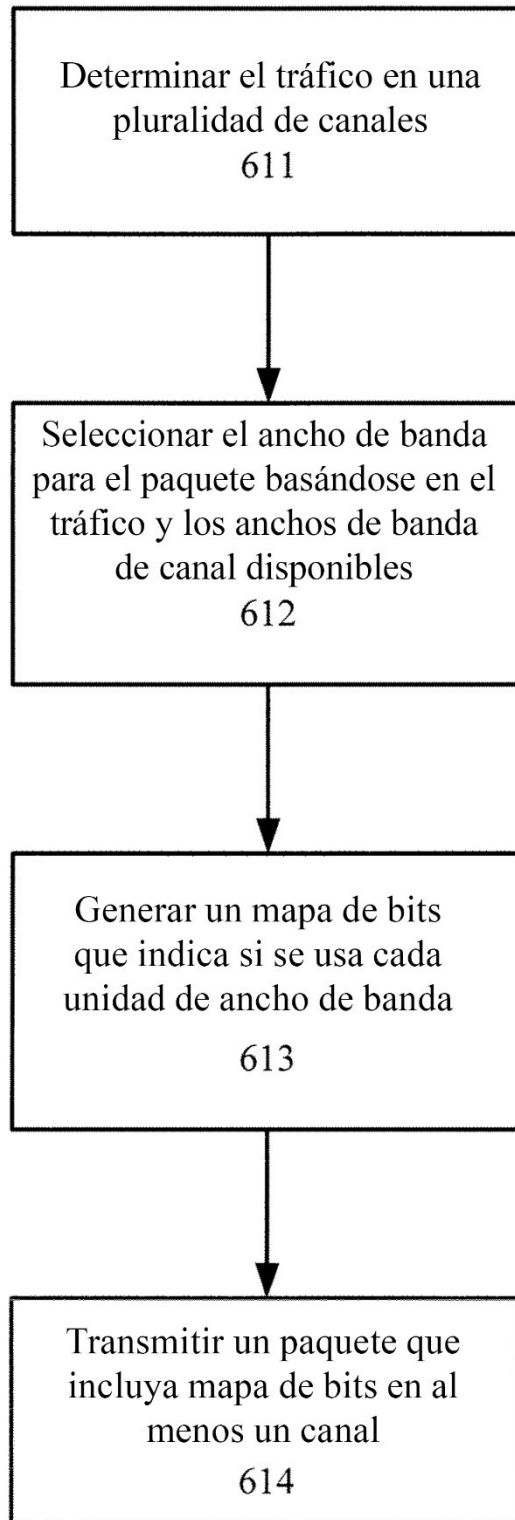 Determinar el tráfico en una
pluralidad de canales
611
Seleccionar el ancho de banda
para el paquete basándose en el
tráfico y los anchos de banda
de canal disponibles
612
Generar un mapa de bits
que indica si se usa cada
unidad de ancho de banda
613
Transmitir un paquete que
incluya mapa de bits en al
menos un canal
614